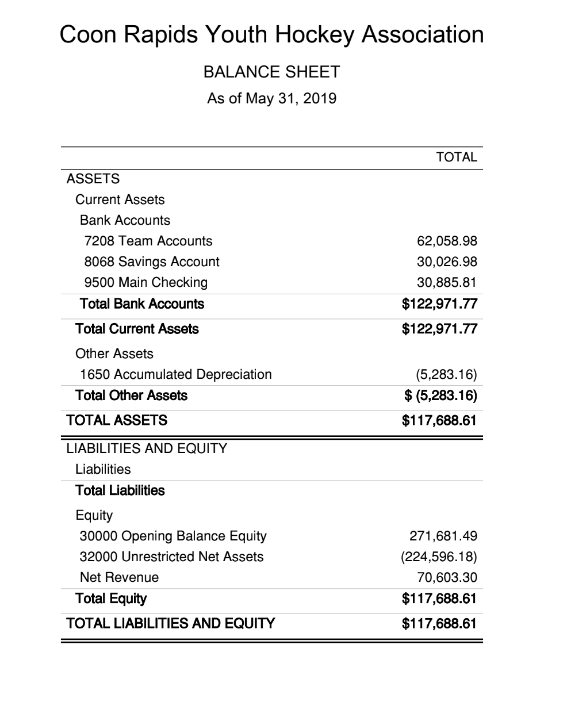 Coon Rapids Youth Hockey Association
BALANCE SHEET
As of May 31, 2019
TOTAL
ASSETS
Current Assets
Bank Accounts
7208 Team Accounts 62,058.98
8068 Savings Account 30,026.98
9500 Main Checking 30,885.81
Total Bank Accounts $122,971.77
Total Current Assets $122,971.77
Other Assets
1650 Accumulated Depreciation (5,283.16)
Total Other Assets $ (5,283.16)
TOTAL ASSETS $117,688.61
LIABILITIES AND EQUITY
Liabilities
Total Liabilities
Equity
30000 Opening Balance Equity 271,681.49
32000 Unrestricted Net Assets (224,596.18)
Net Revenue 70,603.30
Total Equity $117,688.61
TOTAL LIABILITIES AND EQUITY $117,688.61